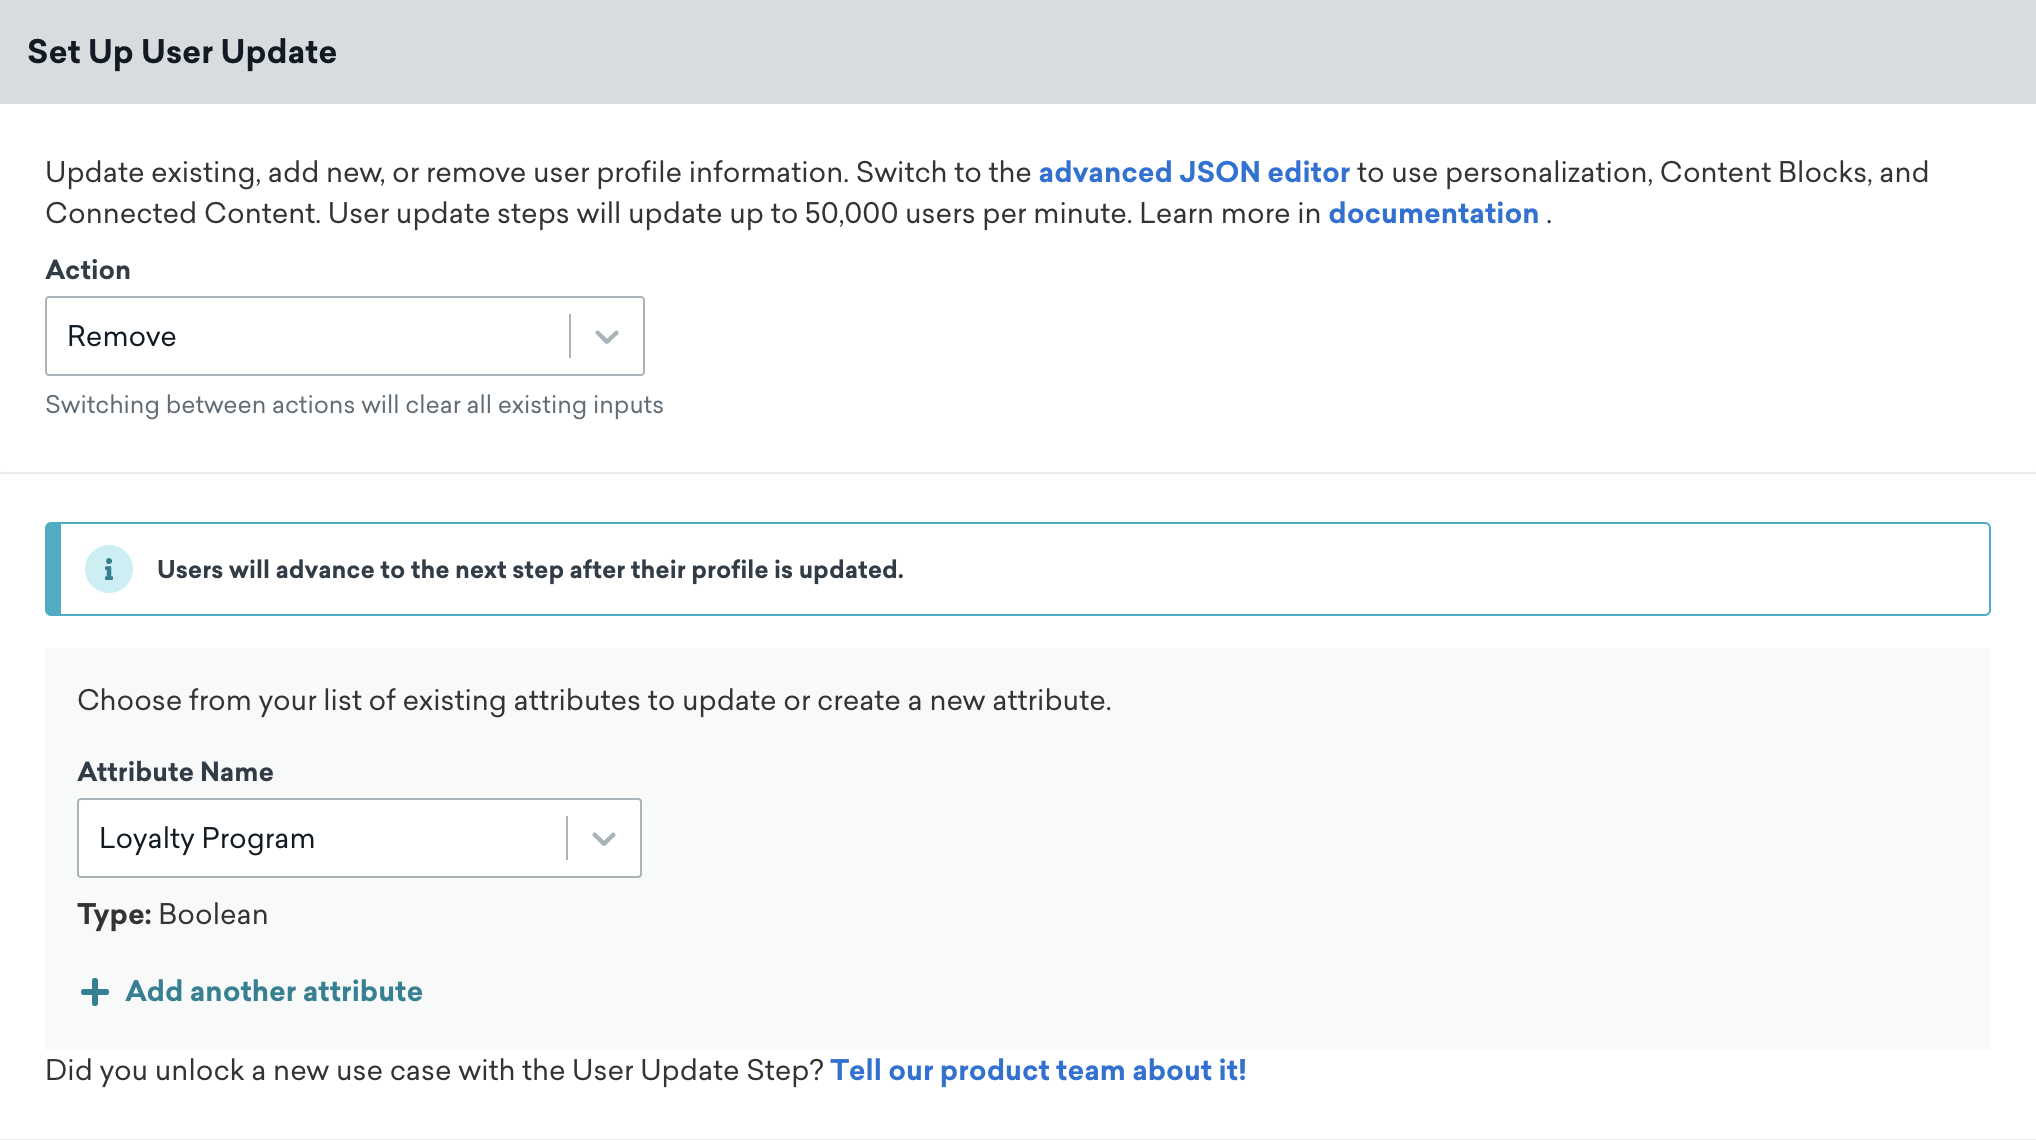 Set Up User Update
Update existing, add new, or remove user profile information. Switch to the advanced JSON editor to use personalization, Content Blocks, and
Connected Content. User update steps will update up to 50,000 users per minute. Learn more in documentation .
Action
Remove
Switching between actions will clear all existing inputs
Users will advance to the next step after their profile is updated.
Choose from your list of existing attributes to update or create a new attribute.
Attribute Name
Loyalty Program
Type: Boolean
Add another attribute
Did you unlock a new use case with the User Update Step? Tell our product team about it!